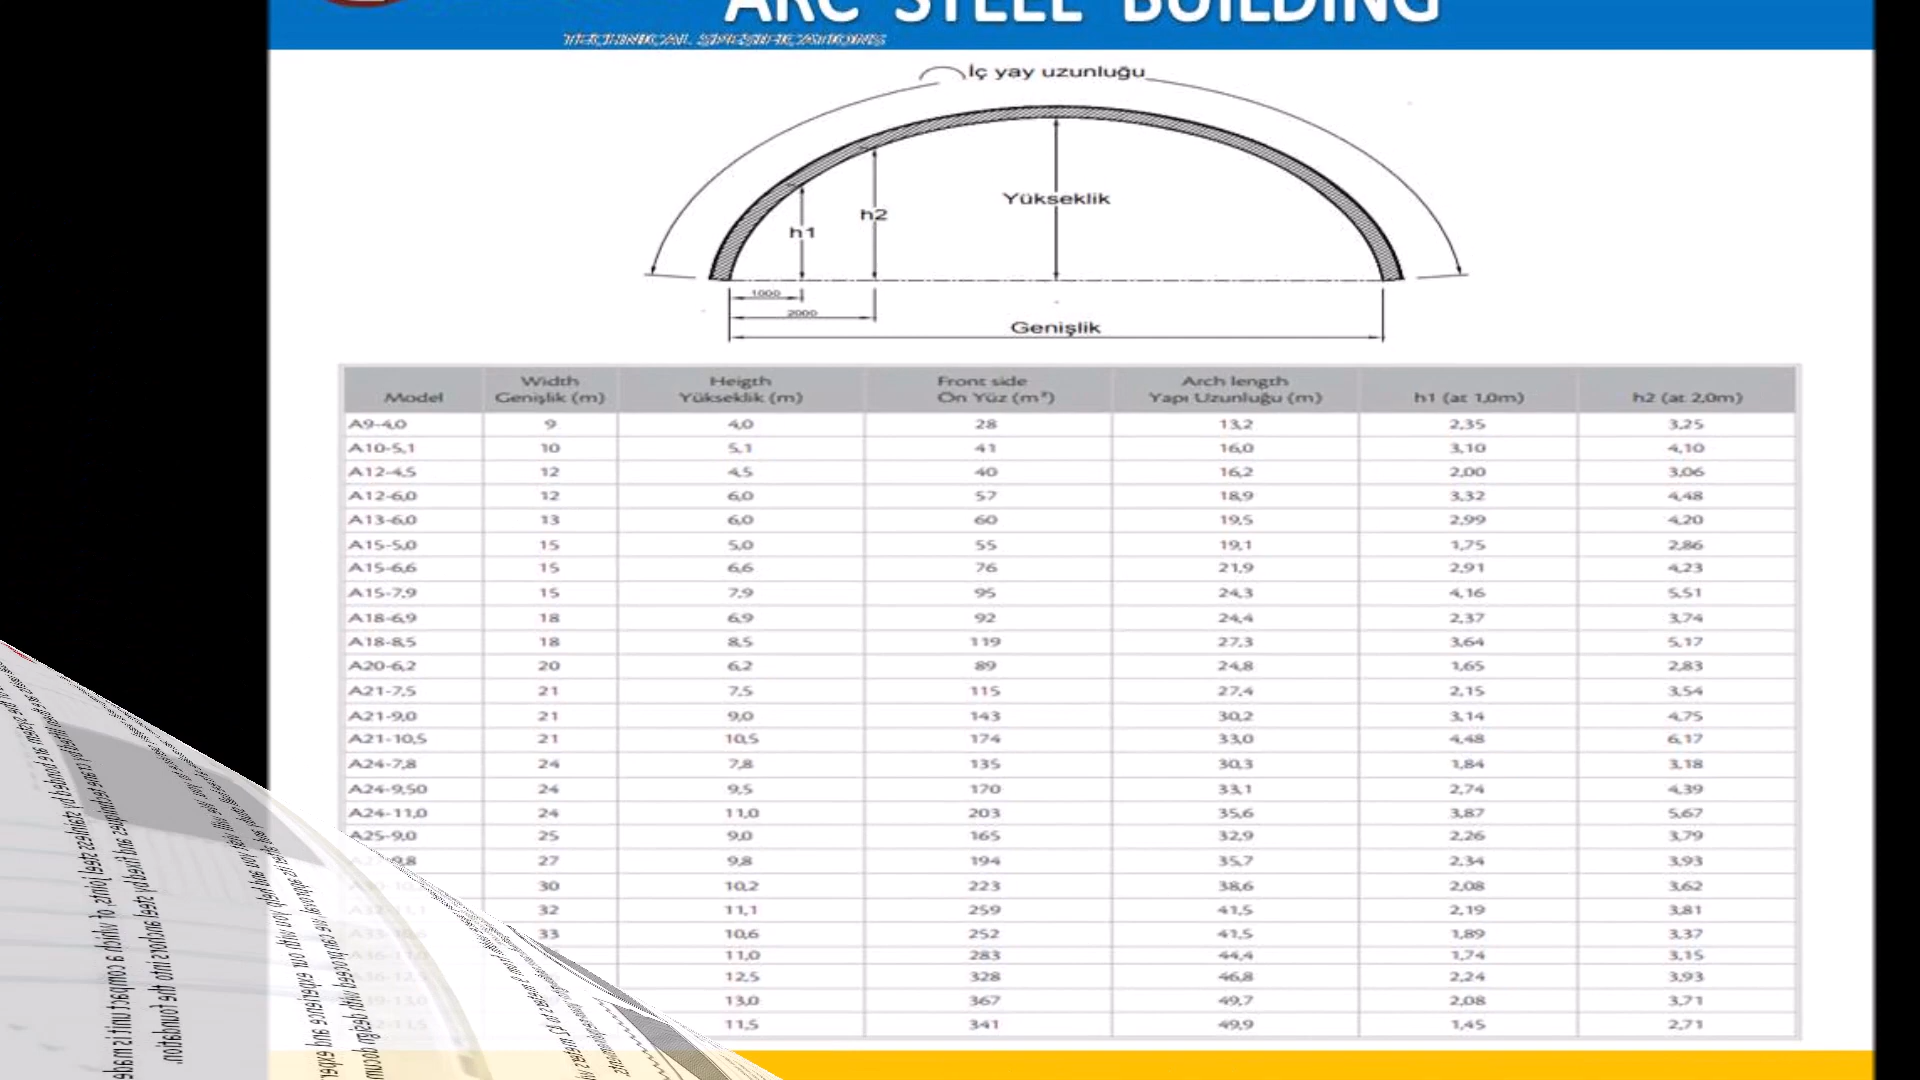 ARC STEEL BUILDING
TECHNICAL SPESIFICATIONS
İç yay uzunluğu
Yükseklik
h2
h1
1000
2000
Genişlik
Model Width Genişlik (m) Heigth Yükseklik (m) Front side Ön Yüz (m²) Arch length Yapı Uzunluğu (m) h1 (at 1,0m) h2 (at 2,0m)
A9-4,0 9 4,0 28 13,2 2,35 3,25
A10-5,1 10 5,1 41 16,0 3,10 4,10
A12-4,5 12 4,5 40 16,2 2,00 3,06
A12-6,0 12 6,0 57 18,9 3,32 4,48
A13-6,0 13 6,0 60 19,5 2,99 4,20
A15-5,0 15 5,0 55 19,1 1,75 2,86
A15-6,6 15 6,6 76 21,9 2,91 4,23
A15-7,9 15 7,9 95 24,3 4,16 5,51
A18-6,9 18 6,9 92 24,4 2,37 3,74
A18-8,5 18 8,5 119 27,3 3,64 5,17
A20-6,2 20 6,2 89 24,8 1,65 2,83
A21-7,5 21 7,5 115 27,4 2,15 3,54
A21-9,0 21 9,0 143 30,2 3,14 4,75
A21-10,5 21 10,5 174 33,0 4,48 6,17
A24-7,8 24 7,8 135 30,3 1,84 3,18
A24-9,50 24 9,5 170 33,1 2,74 4,39
A24-11,0 24 11,0 203 35,6 3,87 5,67
A25-9,0 25 9,0 165 32,9 2,26 3,79
27 9,8 194 35,7 2,34 3,93
30 10,2 223 38,6 2,08 3,62
32 11,1 259 41,5 2,19 3,81
33 10,6 252 41,5 1,89 3,37
11,0 283 44,4 1,74 3,15
12,5 328 46,8 2,24 3,93
13,0 367 49,7 2,08 3,71
11,5 341 49,9 1,45 2,71